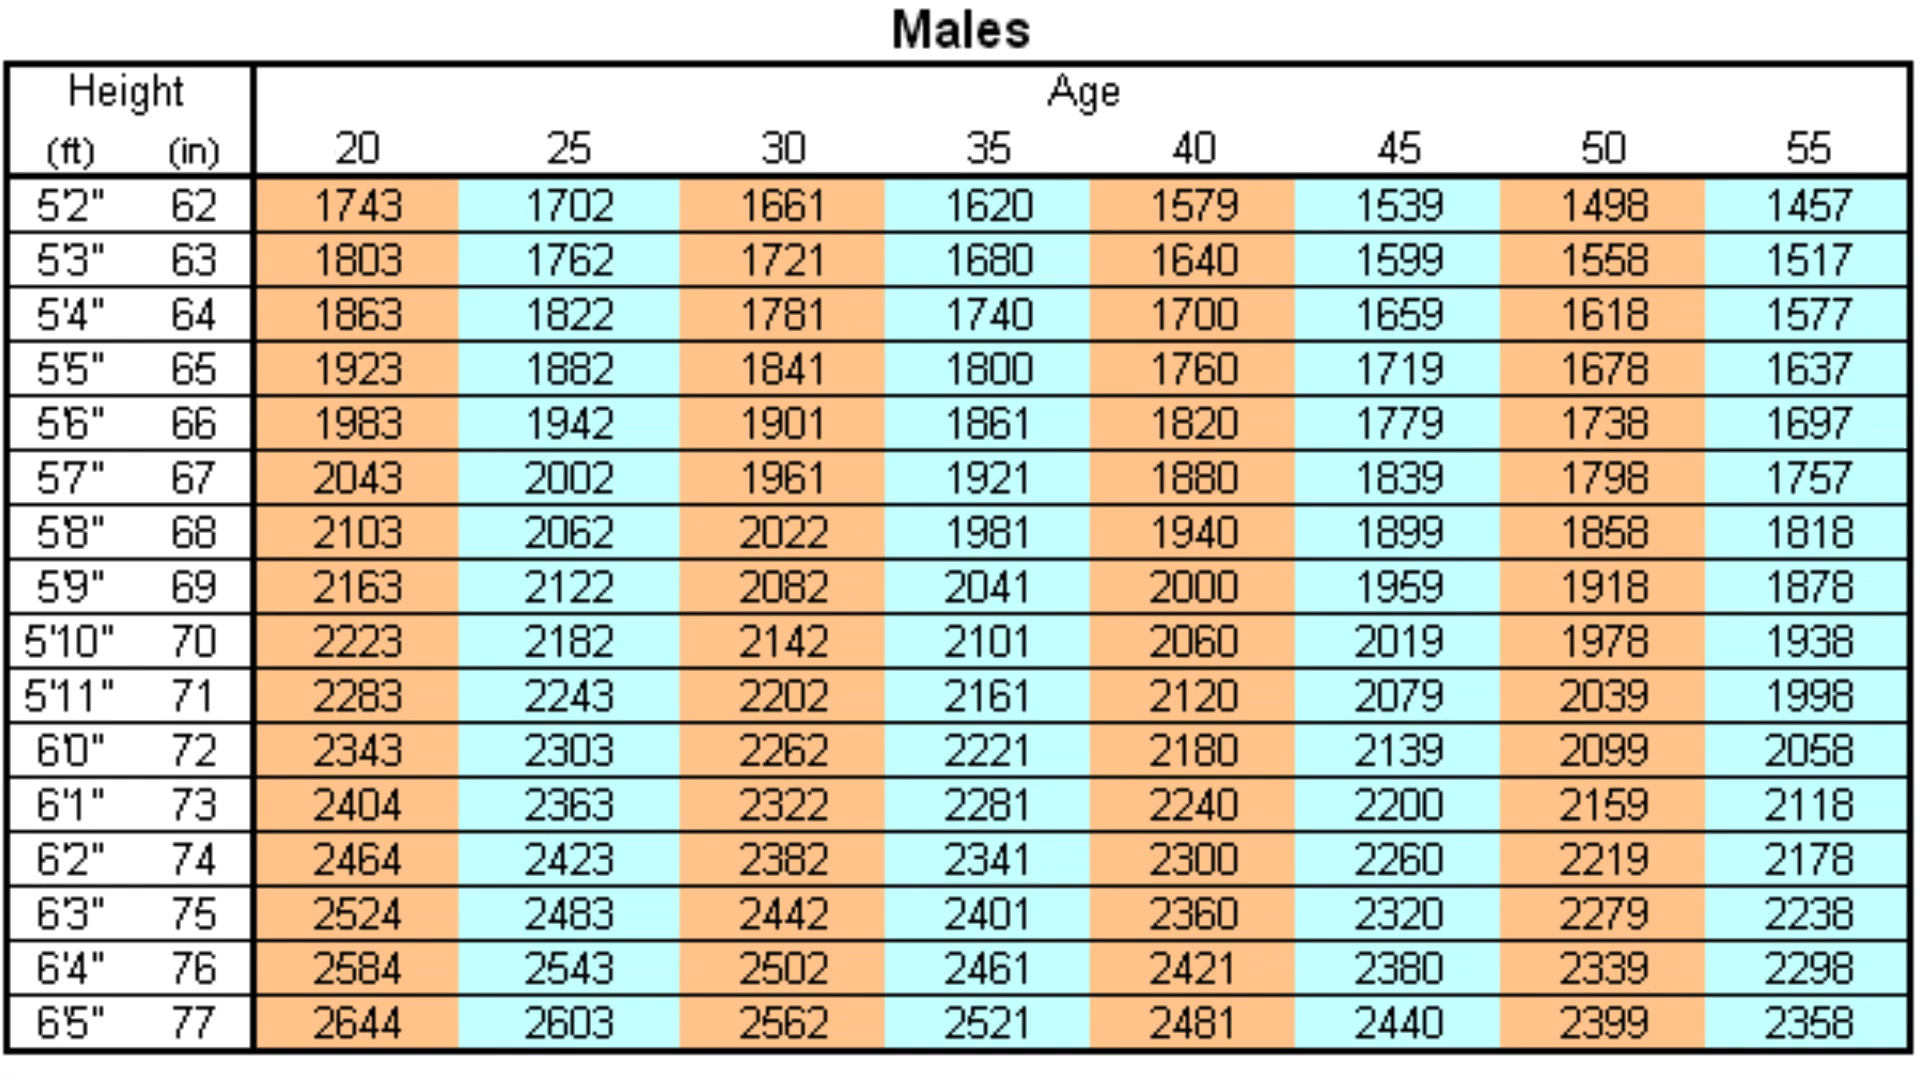 Males
Height Age
(ft) (in) 20 25 30 35 40 45 50 55
5'2" 62 1743 1702 1661 1620 1579 1539 1498 1457
5'3" 63 1803 1762 1721 1680 1640 1599 1558 1517
5'4" 64 1863 1822 1781 1740 1700 1659 1618 1577
5'5" 65 1923 1882 1841 1800 1760 1719 1678 1637
5'6" 66 1983 1942 1901 1861 1820 1779 1738 1697
5'7" 67 2043 2002 1961 1921 1880 1839 1798 1757
5'8" 68 2103 2062 2022 1981 1940 1899 1858 1818
5'9" 69 2163 2122 2082 2041 2000 1959 1918 1878
5'10" 70 2223 2182 2142 2101 2060 2019 1978 1938
5'11" 71 2283 2243 2202 2161 2120 2079 2039 1998
6'0" 72 2343 2303 2262 2221 2180 2139 2099 2058
6'1" 73 2404 2363 2322 2281 2240 2200 2159 2118
6'2" 74 2464 2423 2382 2341 2300 2260 2219 2178
6'3" 75 2524 2483 2442 2401 2360 2320 2279 2238
6'4" 76 2584 2543 2502 2461 2421 2380 2339 2298
6'5" 77 2644 2603 2562 2521 2481 2440 2399 2358